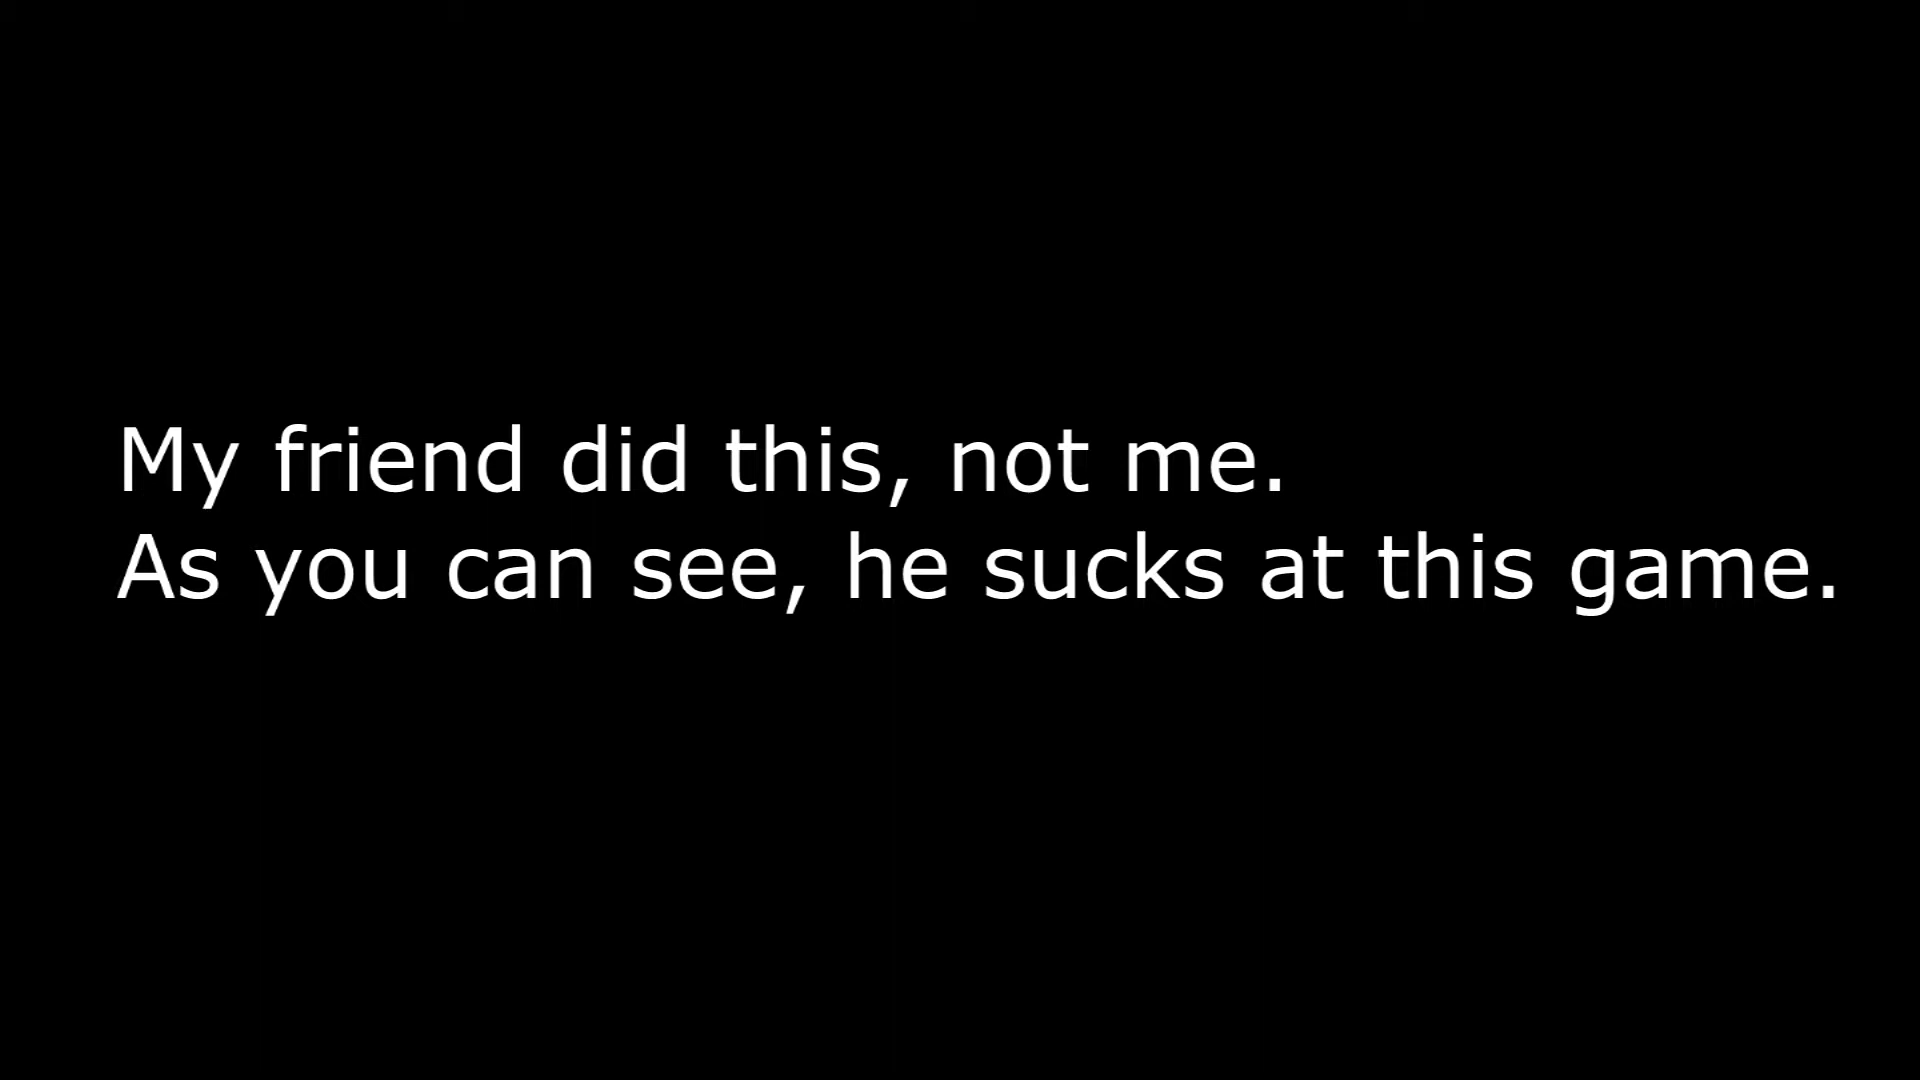 My friend did this, not me.
As you can see, he sucks at this game.